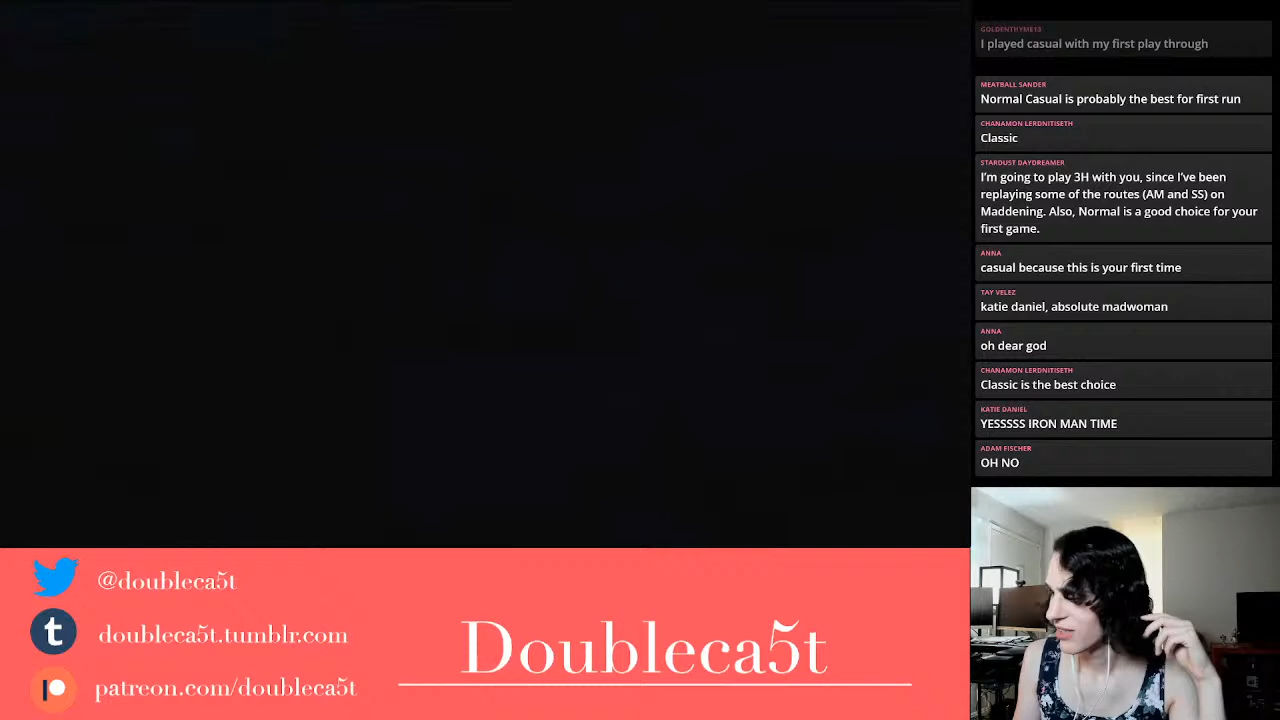 GOLDENTHYME13
I played casual with my first play through
MEATBALL SANDER
Normal Casual is probably the best for first run
CHANAMON LERDNITISETH
Classic
STARDUST DAYDREAMER
I'm going to play 3H with you, since I've been
replaying some of the routes (AM and SS) on
Maddening. Also, Normal is a good choice for your
first game.
ANNA
casual because this is your first time
TAY VELEZ
katie daniel, absolute madwoman
ANNA
oh dear god
CHANAMON LERDNITISETH
Classic is the best choice
KATIE DANIEL
YESSSSS IRON MAN TIME
ADAM FISCHER
OH NO
@doubleca5t
doubleca5t.tumblr.com
patreon.com/doubleca5t
Doubleca5t